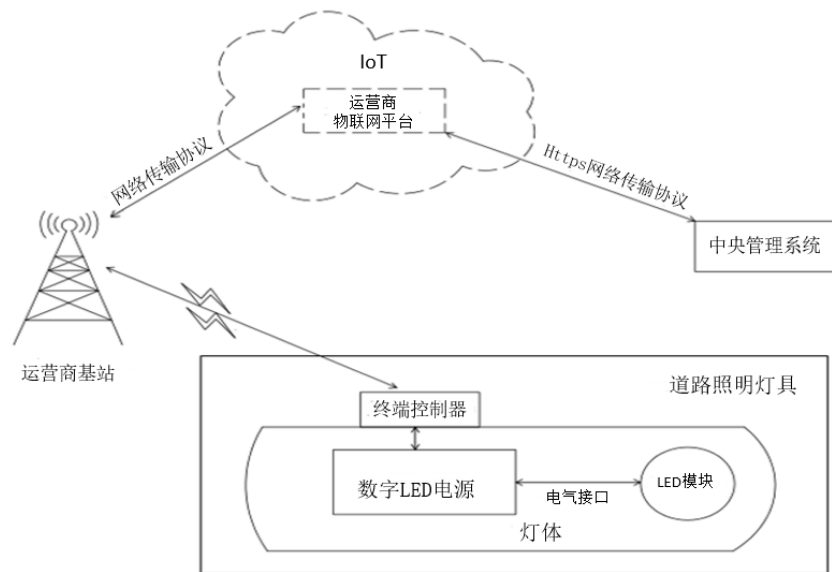 IoT
运营商
物联网平台
网络传输协议
Https网络传输协议
中央管理系统
运营商基站
道路照明灯具
终端控制器
数字LED电源
电气接口
LED模块
灯体